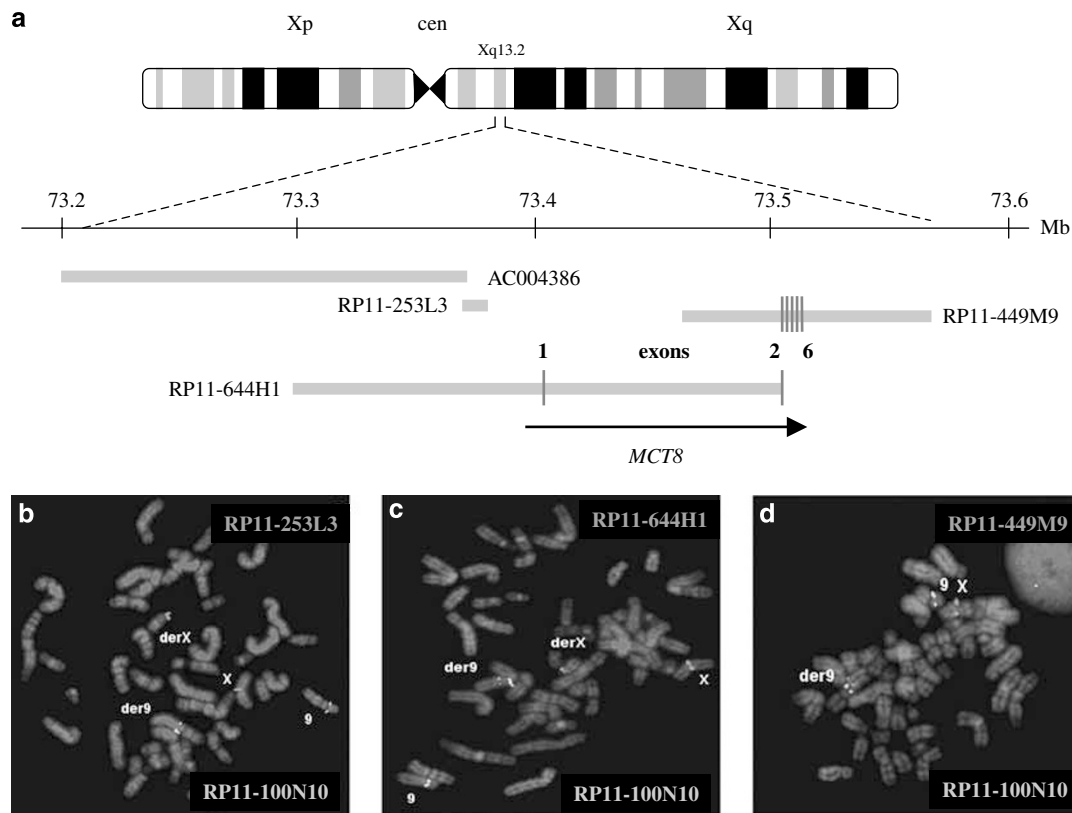 a
Xp cen Xq
Xq13.2
73.2 73.3 73.4 73.5 73.6
Mb
AC004386
RP11-253L3
RP11-449M9
1 exons 2 6
RP11-644H1
MCT8
b
RP11-253L3
derX
X
der9
9
RP11-100N10
c
RP11-644H1
derX
der9
X
9
RP11-100N10
d
RP11-449M9
9 X
der9
RP11-100N10